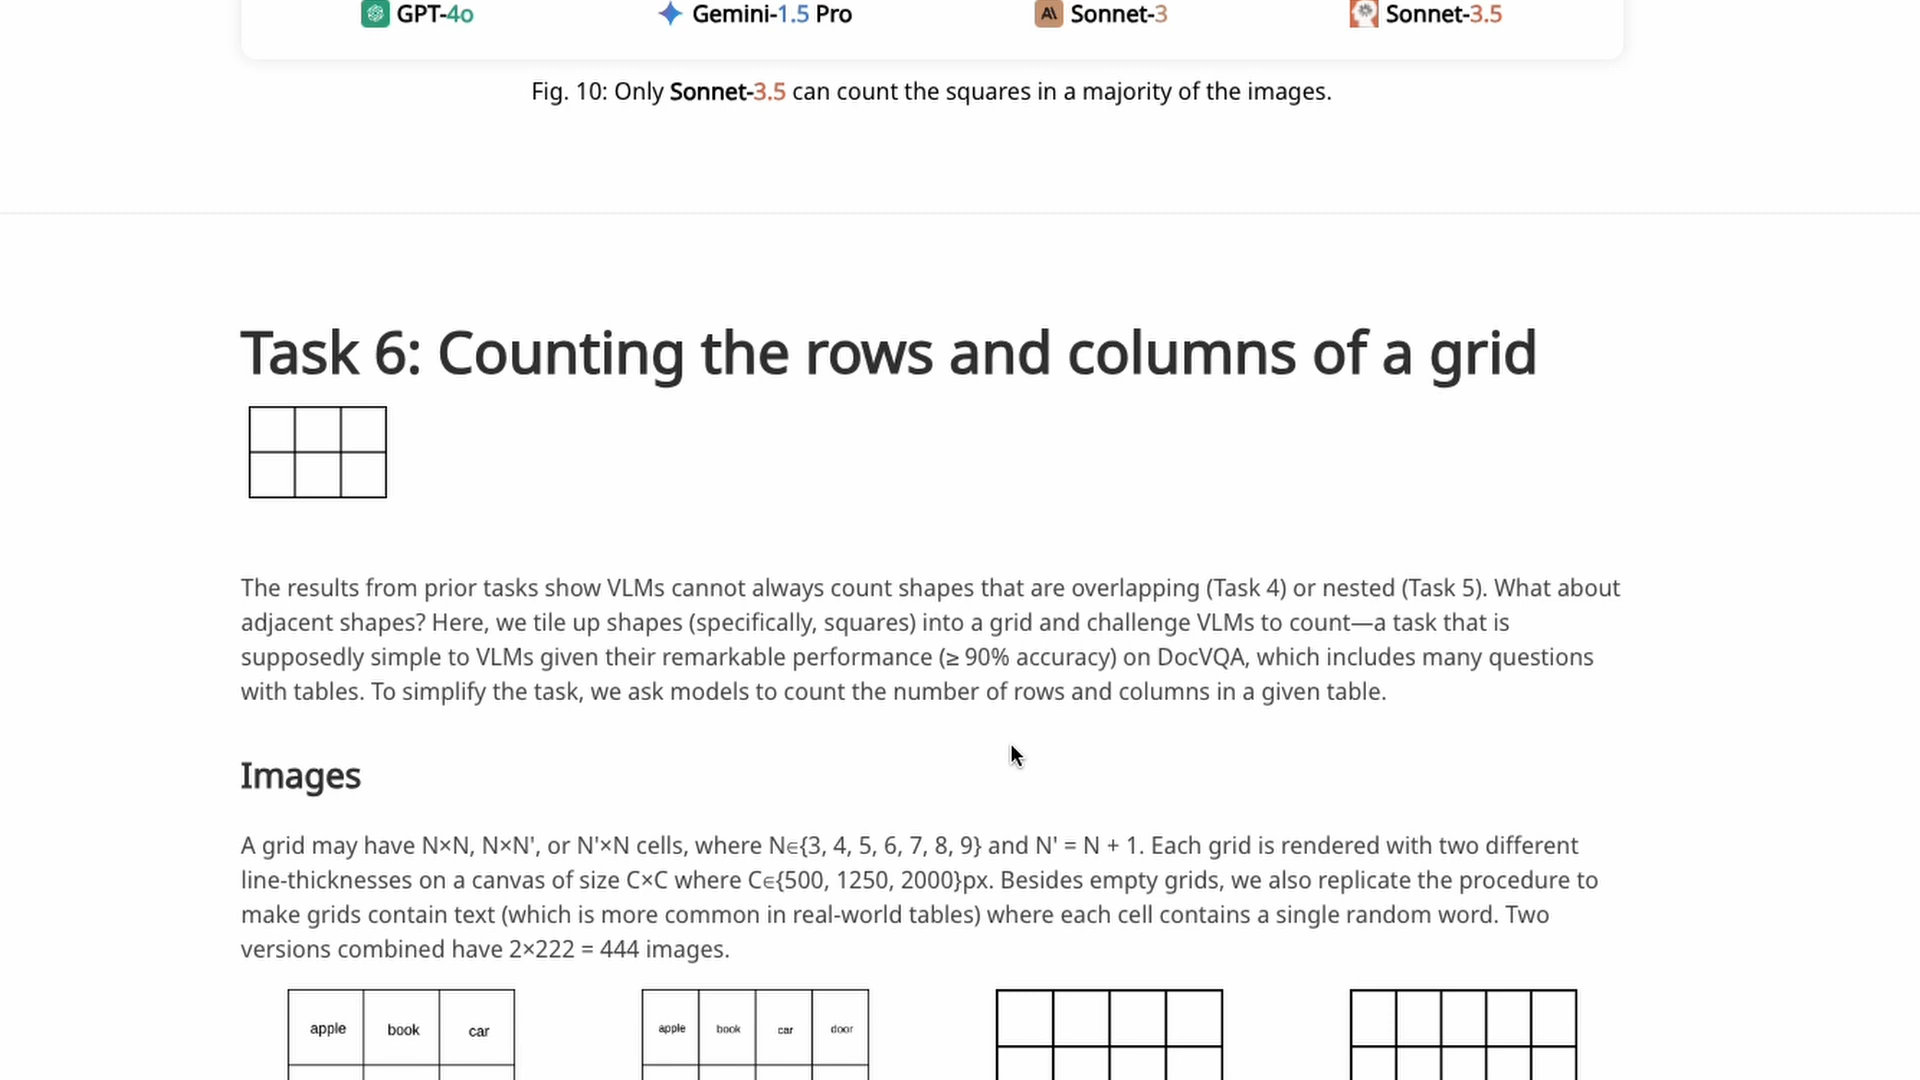 GPT-4o
Gemini-1.5 Pro
Sonnet-3
Sonnet-3.5
Fig. 10: Only Sonnet-3.5 can count the squares in a majority of the images.
Task 6: Counting the rows and columns of a grid
The results from prior tasks show VLMs cannot always count shapes that are overlapping (Task 4) or nested (Task 5). What about
adjacent shapes? Here, we tile up shapes (specifically, squares) into a grid and challenge VLMs to count—a task that is
supposedly simple to VLMs given their remarkable performance (≥ 90% accuracy) on DocVQA, which includes many questions
with tables. To simplify the task, we ask models to count the number of rows and columns in a given table.
Images
A grid may have N×N, N×N', or N'×N cells, where N∈{3, 4, 5, 6, 7, 8, 9} and N' = N + 1. Each grid is rendered with two different
line-thicknesses on a canvas of size C×C where C∈{500, 1250, 2000}px. Besides empty grids, we also replicate the procedure to
make grids contain text (which is more common in real-world tables) where each cell contains a single random word. Two
versions combined have 2×222 = 444 images.
apple book car
apple book car door